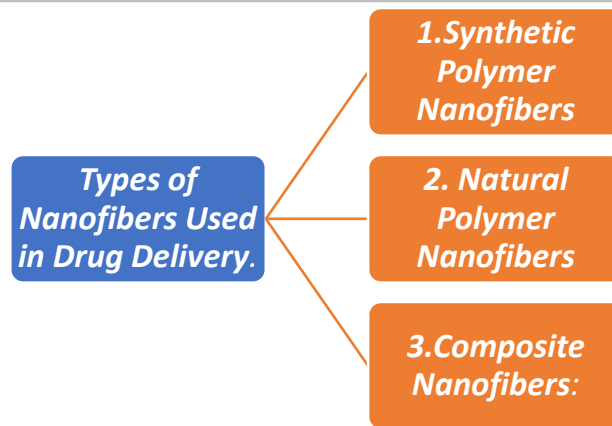 Types of
Nanofibers Used
in Drug Delivery.
1.Synthetic
Polymer
Nanofibers
2. Natural
Polymer
Nanofibers
3.Composite
Nanofibers: